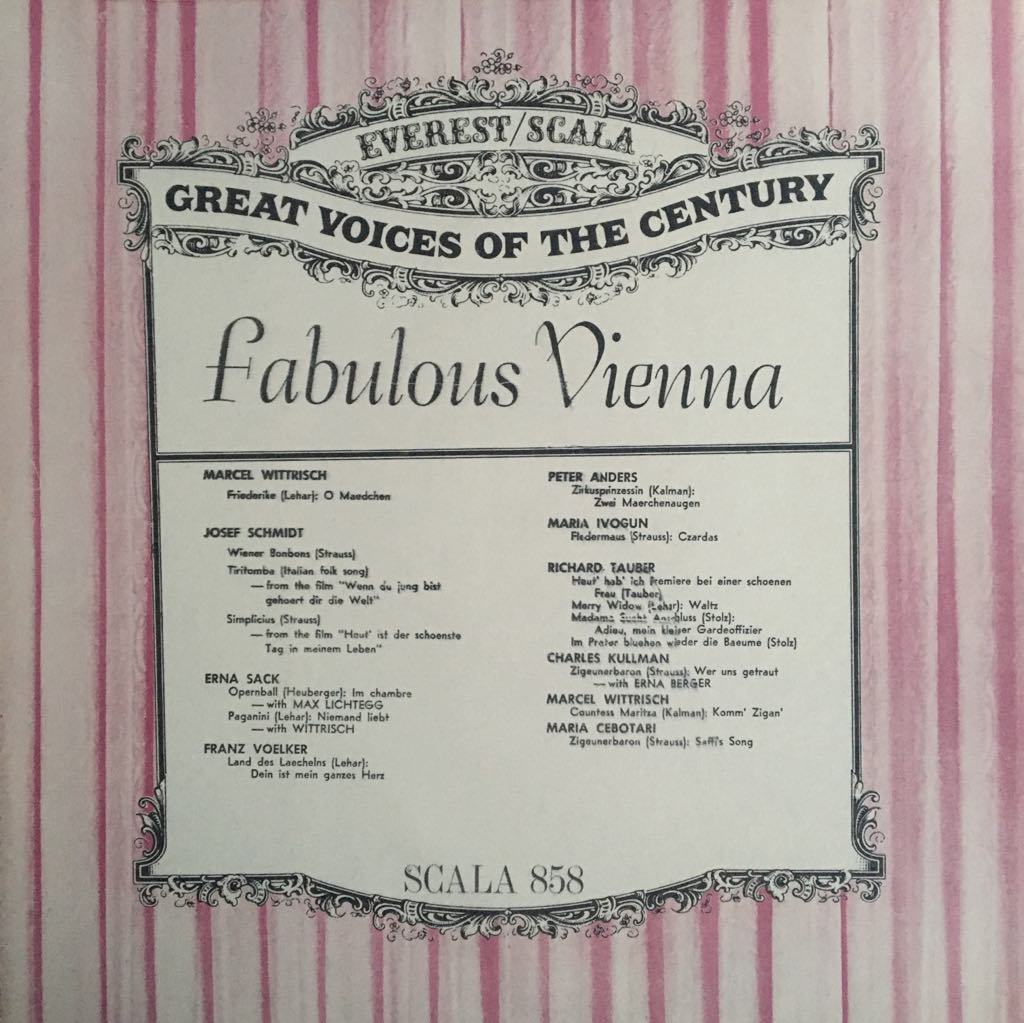 EVEREST/SCALA
GREAT VOICES OF THE CENTURY
Fabulous Vienna
MARCEL WITTRISCH
Friederike (Lehar): O Maedchen
JOSEF SCHMIDT
Wiener Bonbons (Strauss)
Tiritomba (Italian folk song)
—from the film "Wenn du jung bist
gehoert dir die Welt"
Simplicius (Strauss)
—from the film "Heut' ist der schoenste
Tag in meinem Leben"
ERNA SACK
Opernball (Heuberger): Im chambre
—with MAX LICHTEGG
Paganini (Lehar): Niemand liebt
—with WITTRISCH
FRANZ VOELKER
Land des Laechelns (Lehar):
Dein ist mein ganzes Herz
PETER ANDERS
Zirkusprinzessin (Kalman):
Zwei Maerchenaugen
MARIA IVOGUN
Fledermaus (Strauss): Czardas
RICHARD TAUBER
Heut' hab' ich Premiere bei einer schoenen
Frau (Tauber)
Merry Widow (Lehar): Waltz
Madame Sucht Anschluss (Stolz):
Adieu, mein kleiser Gardeoffizier
Im Prater bluehen wieder die Baeume (Stolz)
CHARLES KULLMAN
Zigeunerbaron (Strauss): Wer uns getraut
—with ERNA BERGER
MARCEL WITTRISCH
Countess Maritza (Kalman): Komm' Zigan'
MARIA CEBOTARI
Zigeunerbaron (Strauss): Saffi's Song
SCALA 858